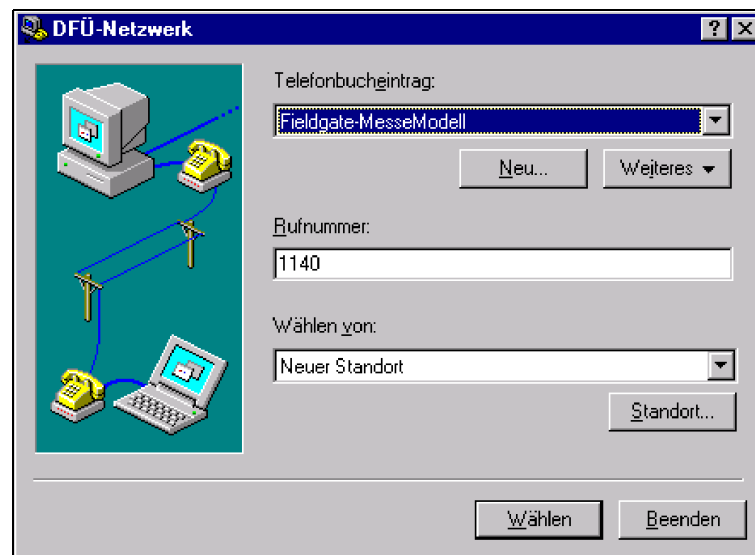 DFÜ-Netzwerk
Telefonbucheintrag:
Fieldgate-MesseModell
Neu... Weiteres
Rufnummer:
1140
Wählen von:
Neuer Standort
Standort...
Wählen Beenden